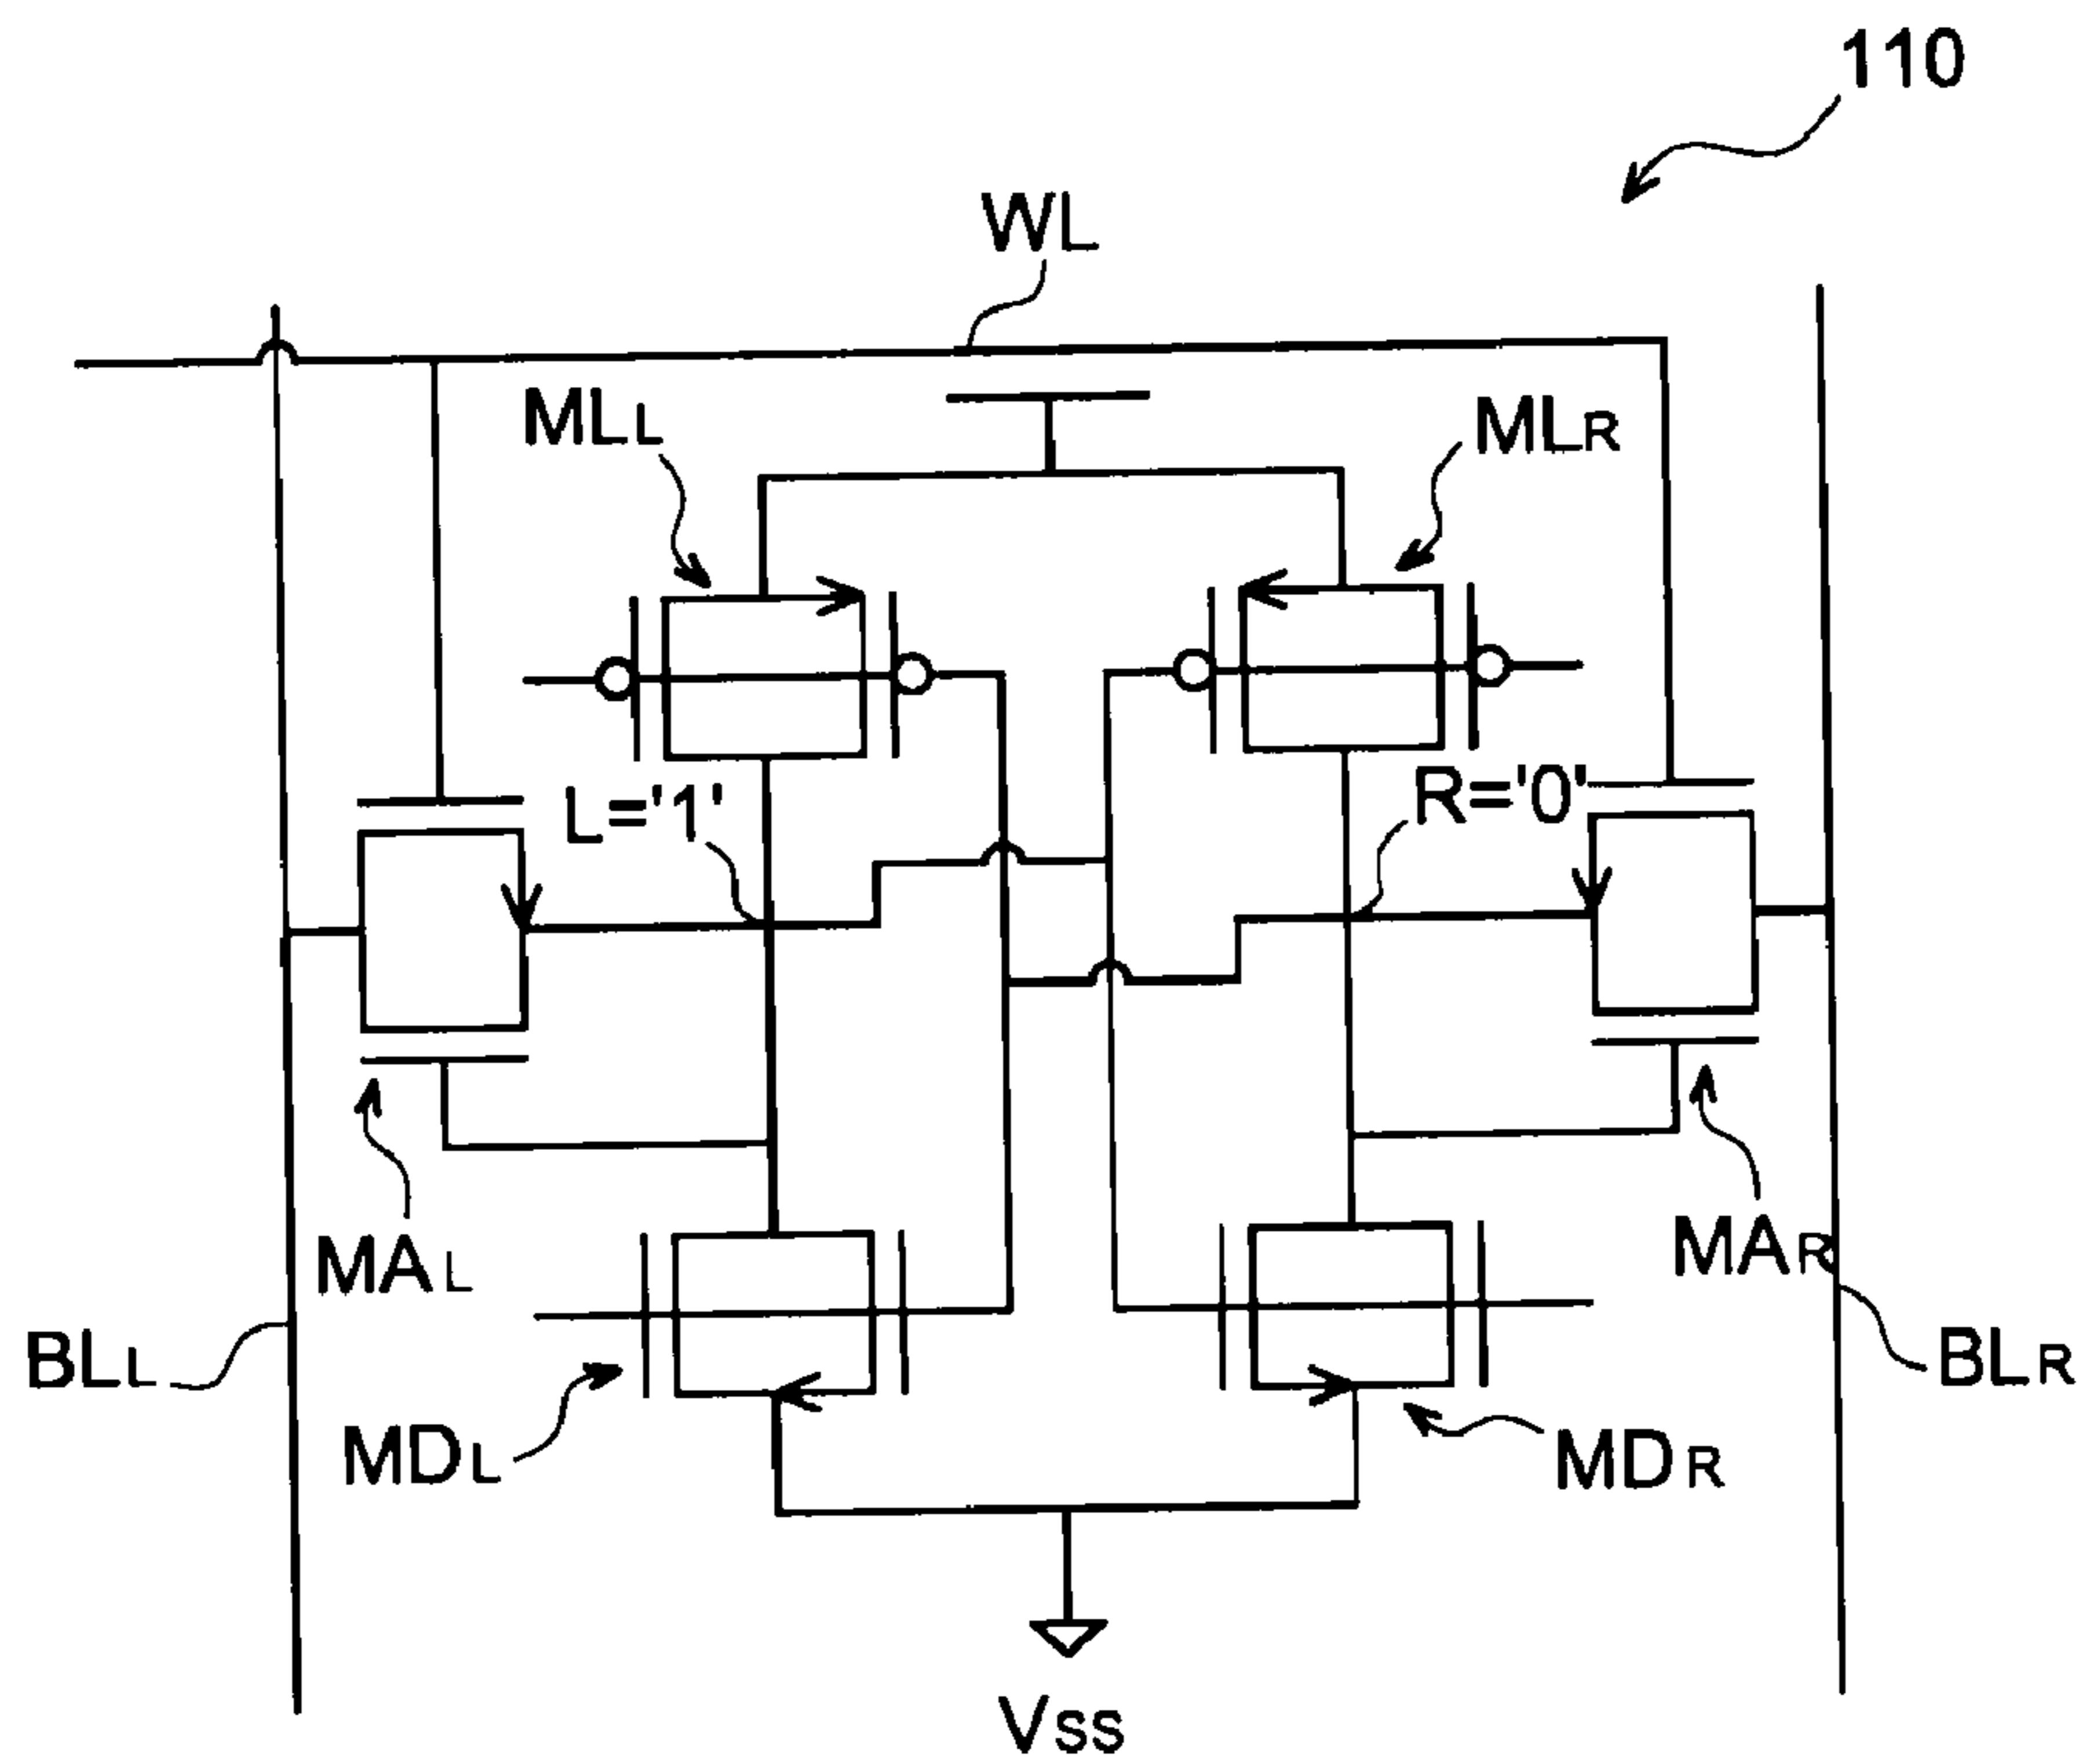 110
WL
MLL
MLR
L='1'
R='0'
MAL
MAR
BLL
BLR
MDL
MDR
VSS